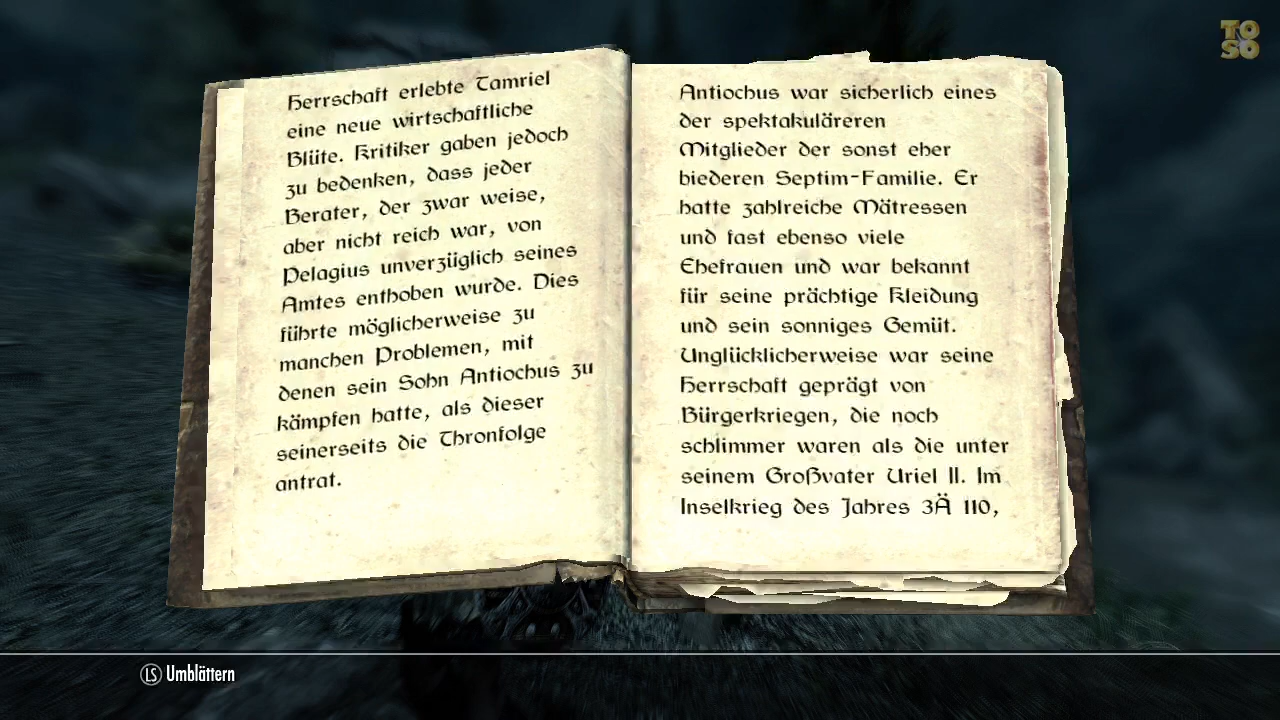 Herrschaft erlebte Tamriel
eine neue wirtschaftliche
Blüte. Kritiker gaben jedoch
zu bedenken, dass jeder
Berater, der zwar weise,
aber nicht reich war, von
Pelagius unverzüglich seines
Amtes enthoben wurde. Dies
führte möglicherweise zu
manchen Problemen, mit
denen sein Sohn Antiochus zu
kämpfen hatte, als dieser
seinerseits die Thronfolge
antrat.
Antiochus war sicherlich eines
der spektakuläreren
Mitglieder der sonst eher
biederen Septim-Familie. Er
hatte zahlreiche Mätressen
und fast ebenso viele
Ehefrauen und war bekannt
für seine prächtige Kleidung
und sein sonniges Gemüt.
Unglücklicherweise war seine
Herrschaft geprägt von
Bürgerkriegen, die noch
schlimmer waren als die unter
seinem Großvater Uriel II. Im
Inselkrieg des Jahres 3Ä 110,
TO
SO
LS Umblättern